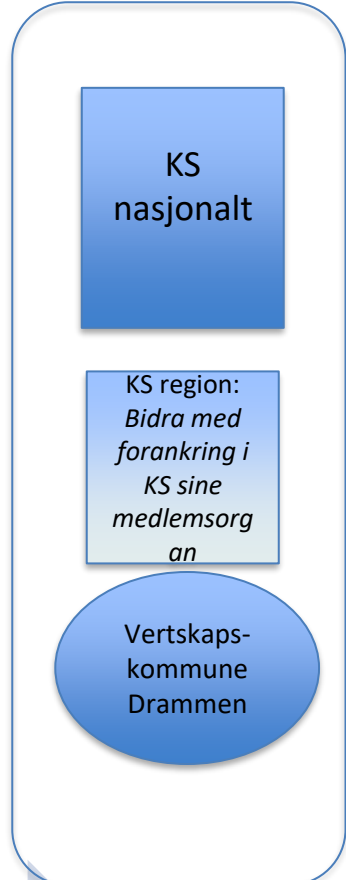 KS
nasjonalt
KS region:
Bidra med
forankring i
KS sine
medlemsorg
an
Vertskaps-
kommune
Drammen